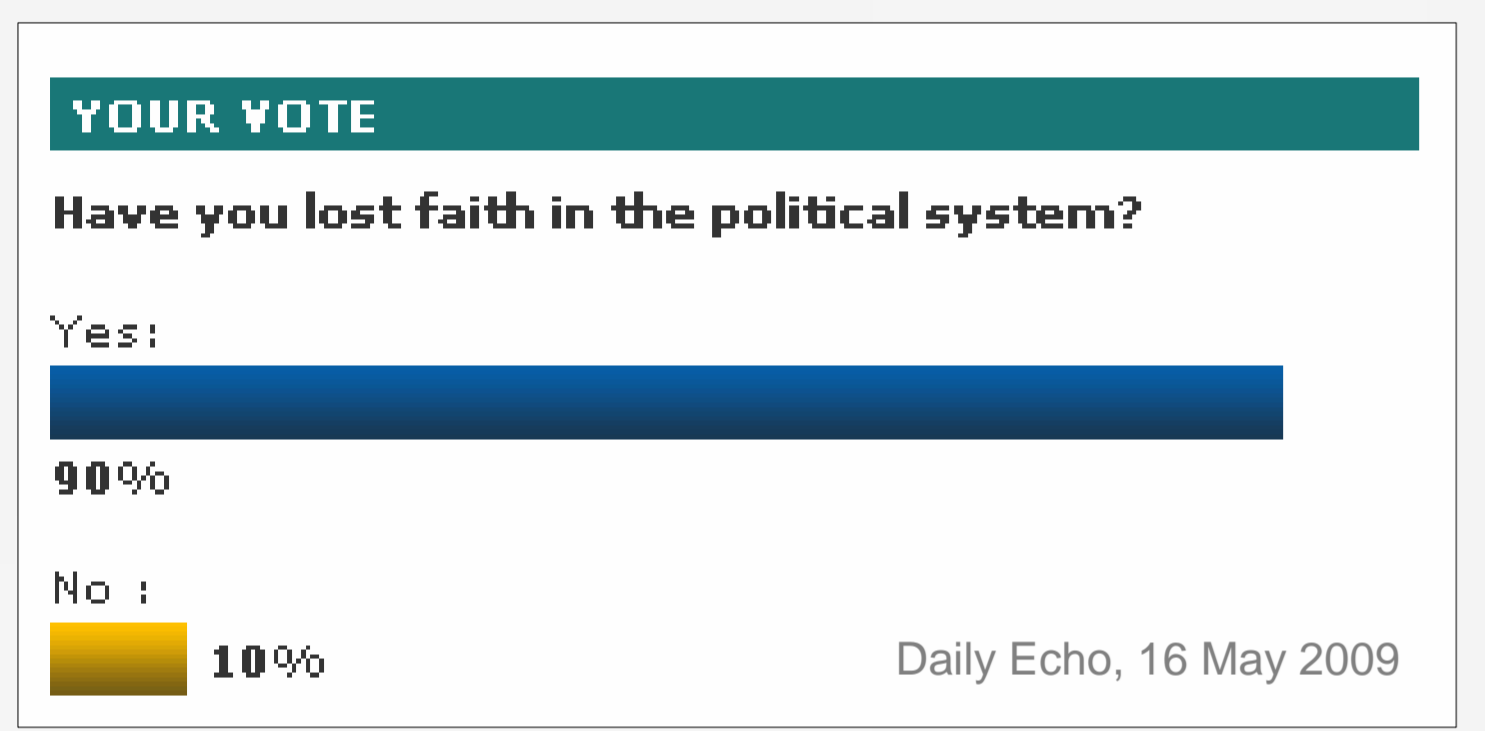 YOUR VOTE
Have you lost faith in the political system?
Yes:
90%
No :
10%
Daily Echo, 16 May 2009